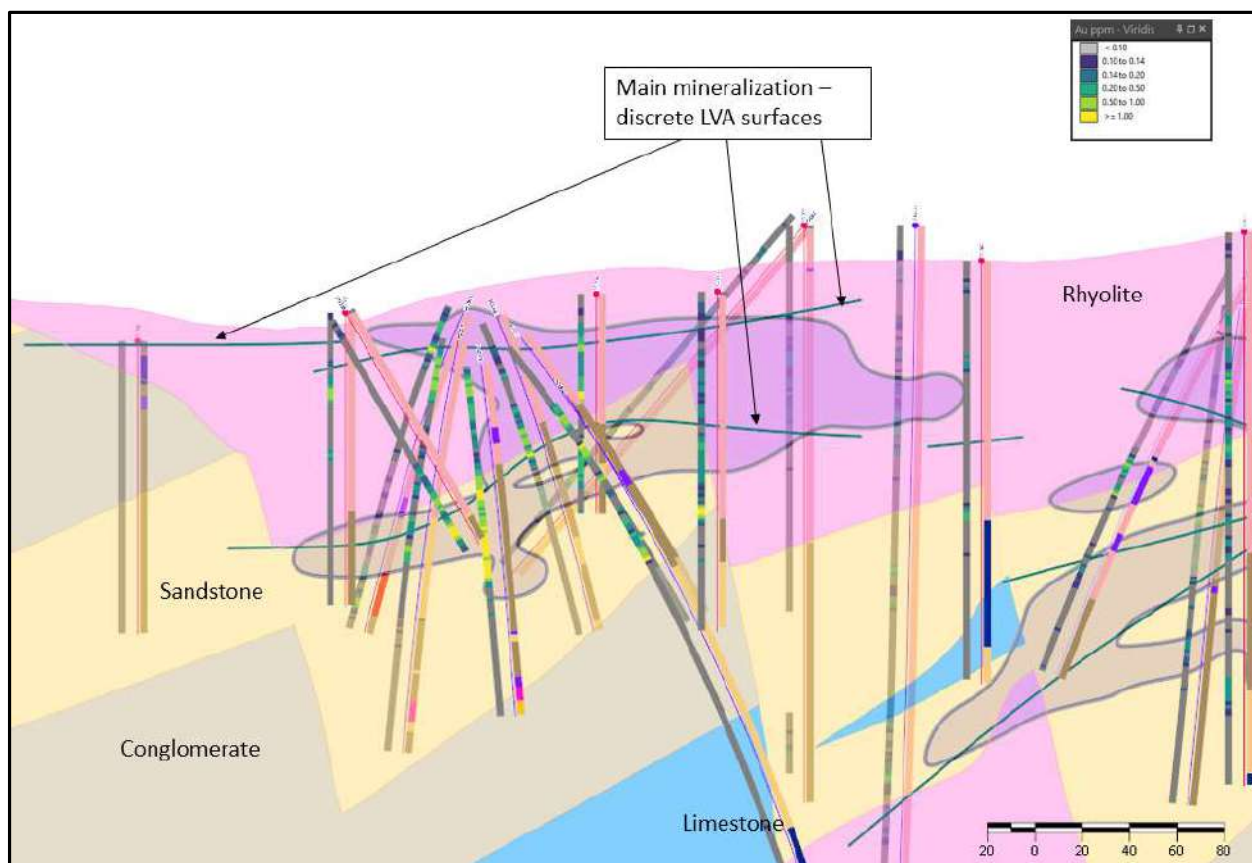 Au ppm - Viridis
< 0.10
0.10 to 0.14
0.14 to 0.20
0.20 to 0.50
0.50 to 1.00
> = 1.00
Main mineralization –
discrete LVA surfaces
Rhyolite
Sandstone
Conglomerate
Limestone
20 0 20 40 60 80